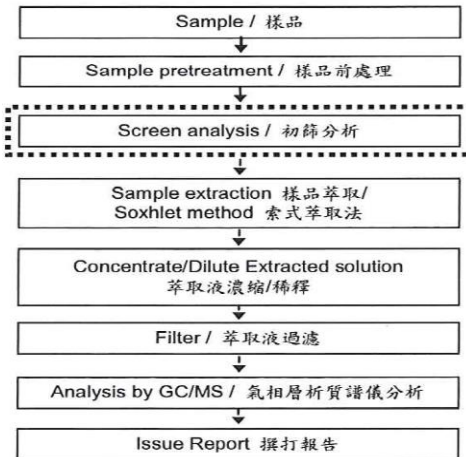 Sample / 樣品
Sample pretreatment / 樣品前處理
Screen analysis / 初篩分析
Sample extraction 樣品萃取/
Soxhlet method 索式萃取法
Concentrate/Dilute Extracted solution
萃取液濃縮/稀釋
Filter / 萃取液過濾
Analysis by GC/MS / 氣相層析質譜儀分析
Issue Report 撰打報告